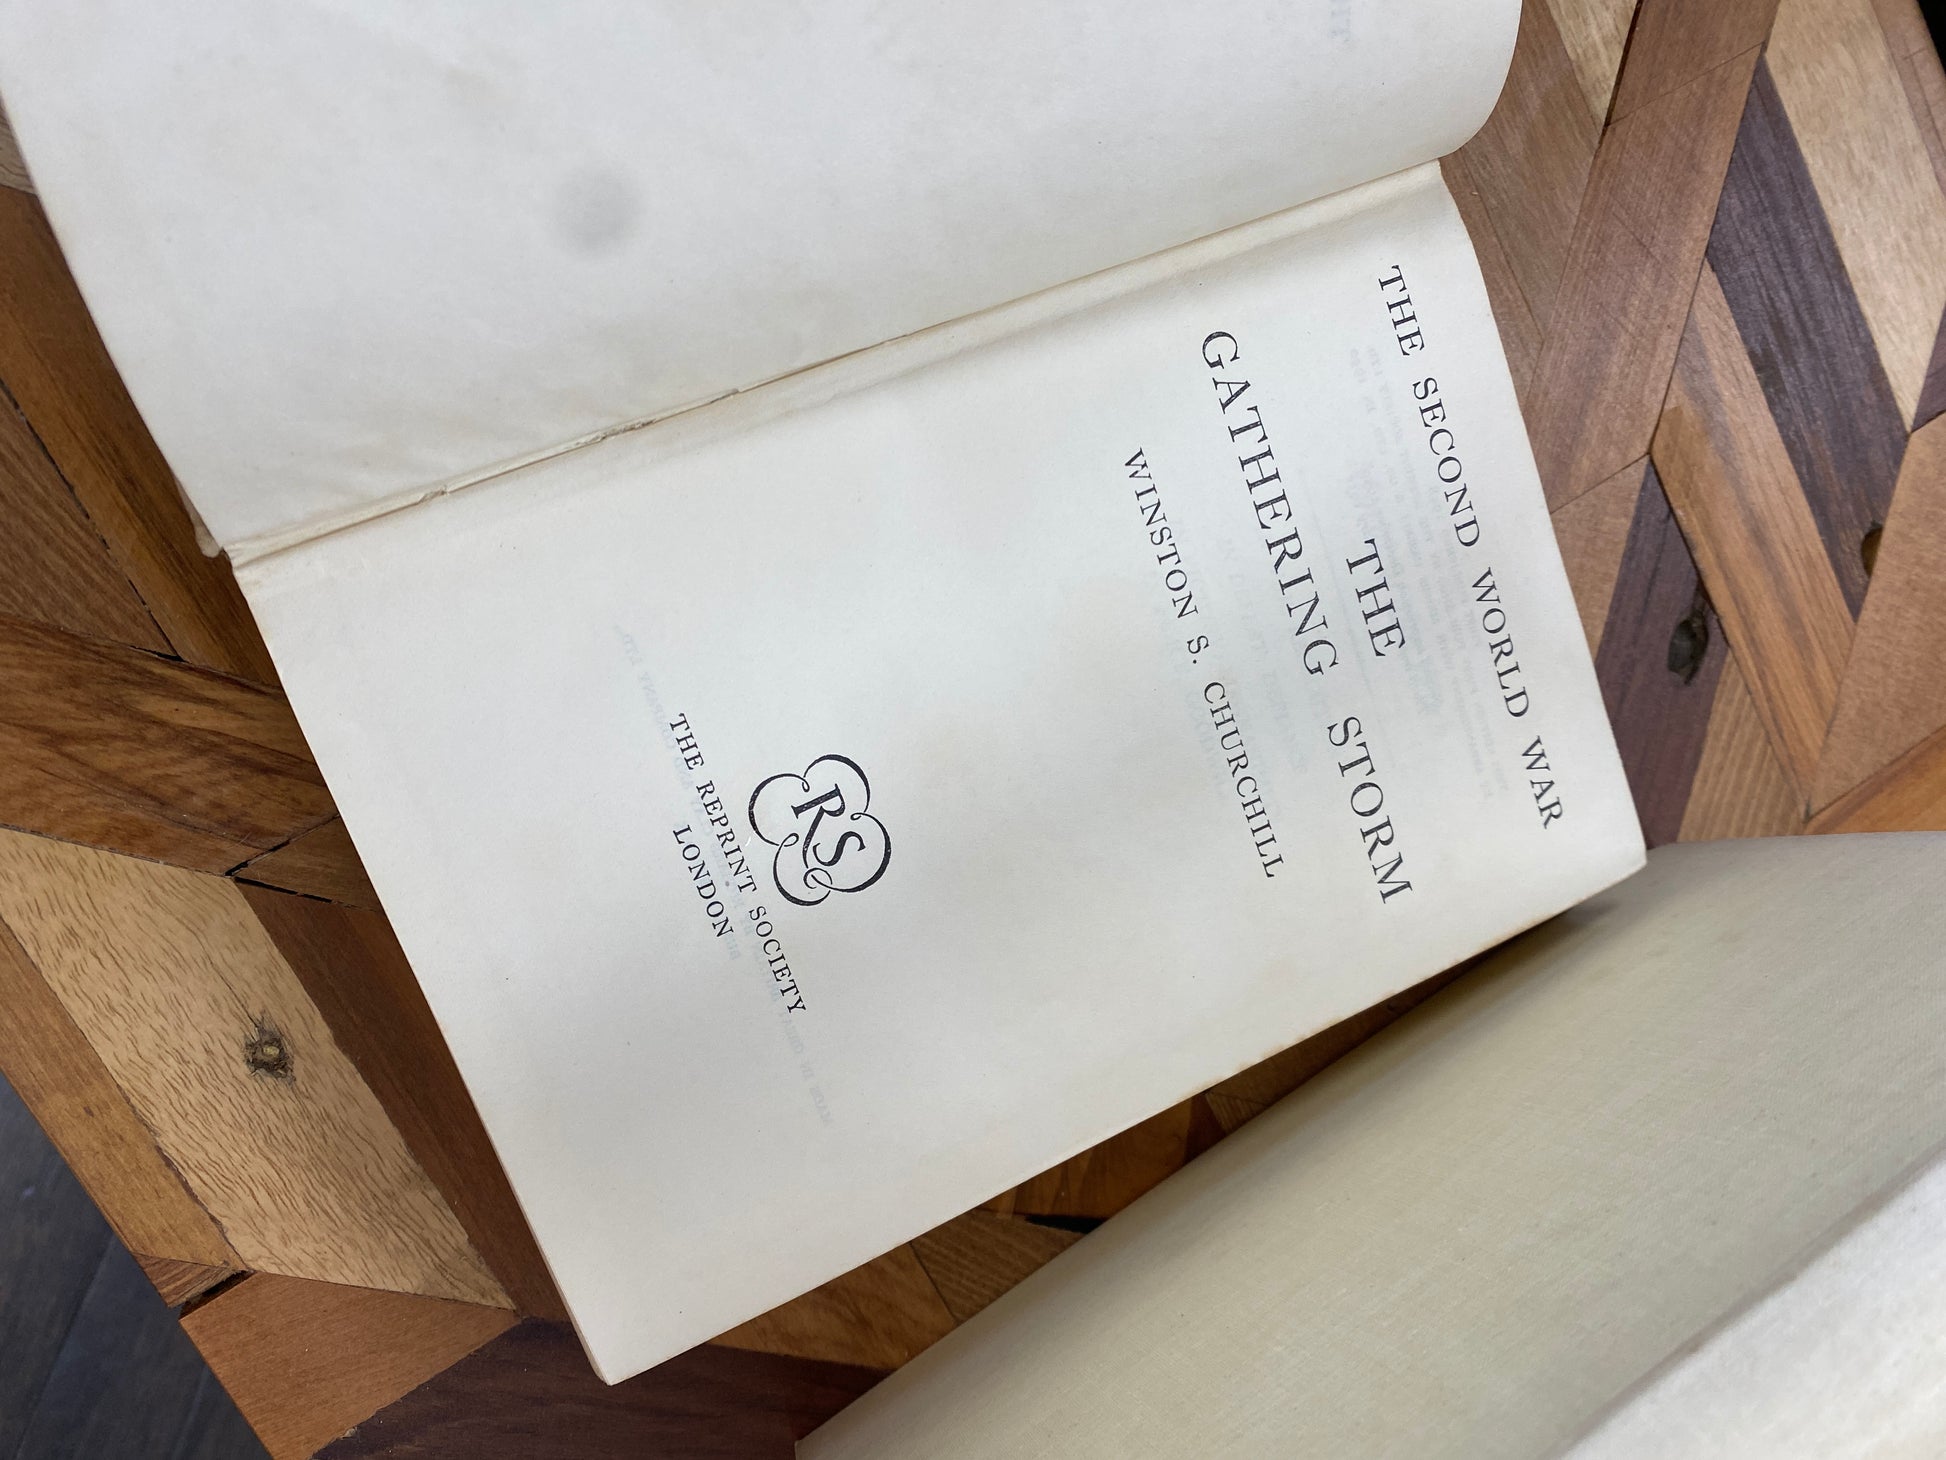 THE SECOND WORLD WAR
THE
GATHERING STORM
WINSTON S. CHURCHILL
RS
THE REPRINT SOCIETY
LONDON